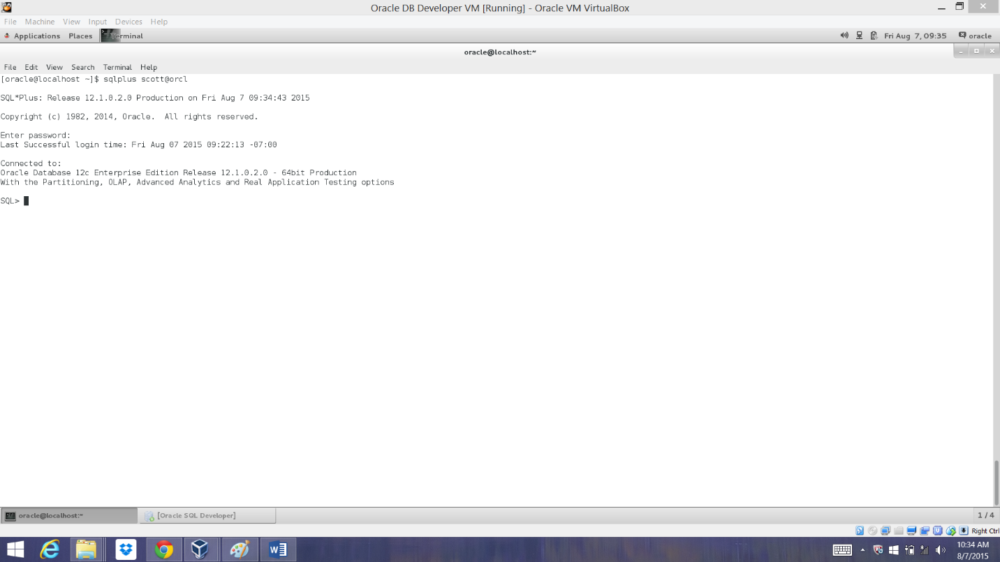 Oracle DB Developer VM [Running] - Oracle VM VirtualBox
File Machine View Input Devices Help
Applications Places Terminal Fri Aug 7, 09:35 oracle
oracle@localhost:~
File Edit View Search Terminal Help
[oracle@localhost ~]$ sqlplus scott@orcl
SQL*Plus: Release 12.1.0.2.0 Production on Fri Aug 7 09:34:43 2015
Copyright (c) 1982, 2014, Oracle.  All rights reserved.
Enter password:
Last Successful login time: Fri Aug 07 2015 09:22:13 -07:00
Connected to:
Oracle Database 12c Enterprise Edition Release 12.1.0.2.0 - 64bit Production
With the Partitioning, OLAP, Advanced Analytics and Real Application Testing options
SQL>
oracle@localhost:~ [Oracle SQL Developer] 1 / 4
Right Ctrl
10:34 AM
8/7/2015